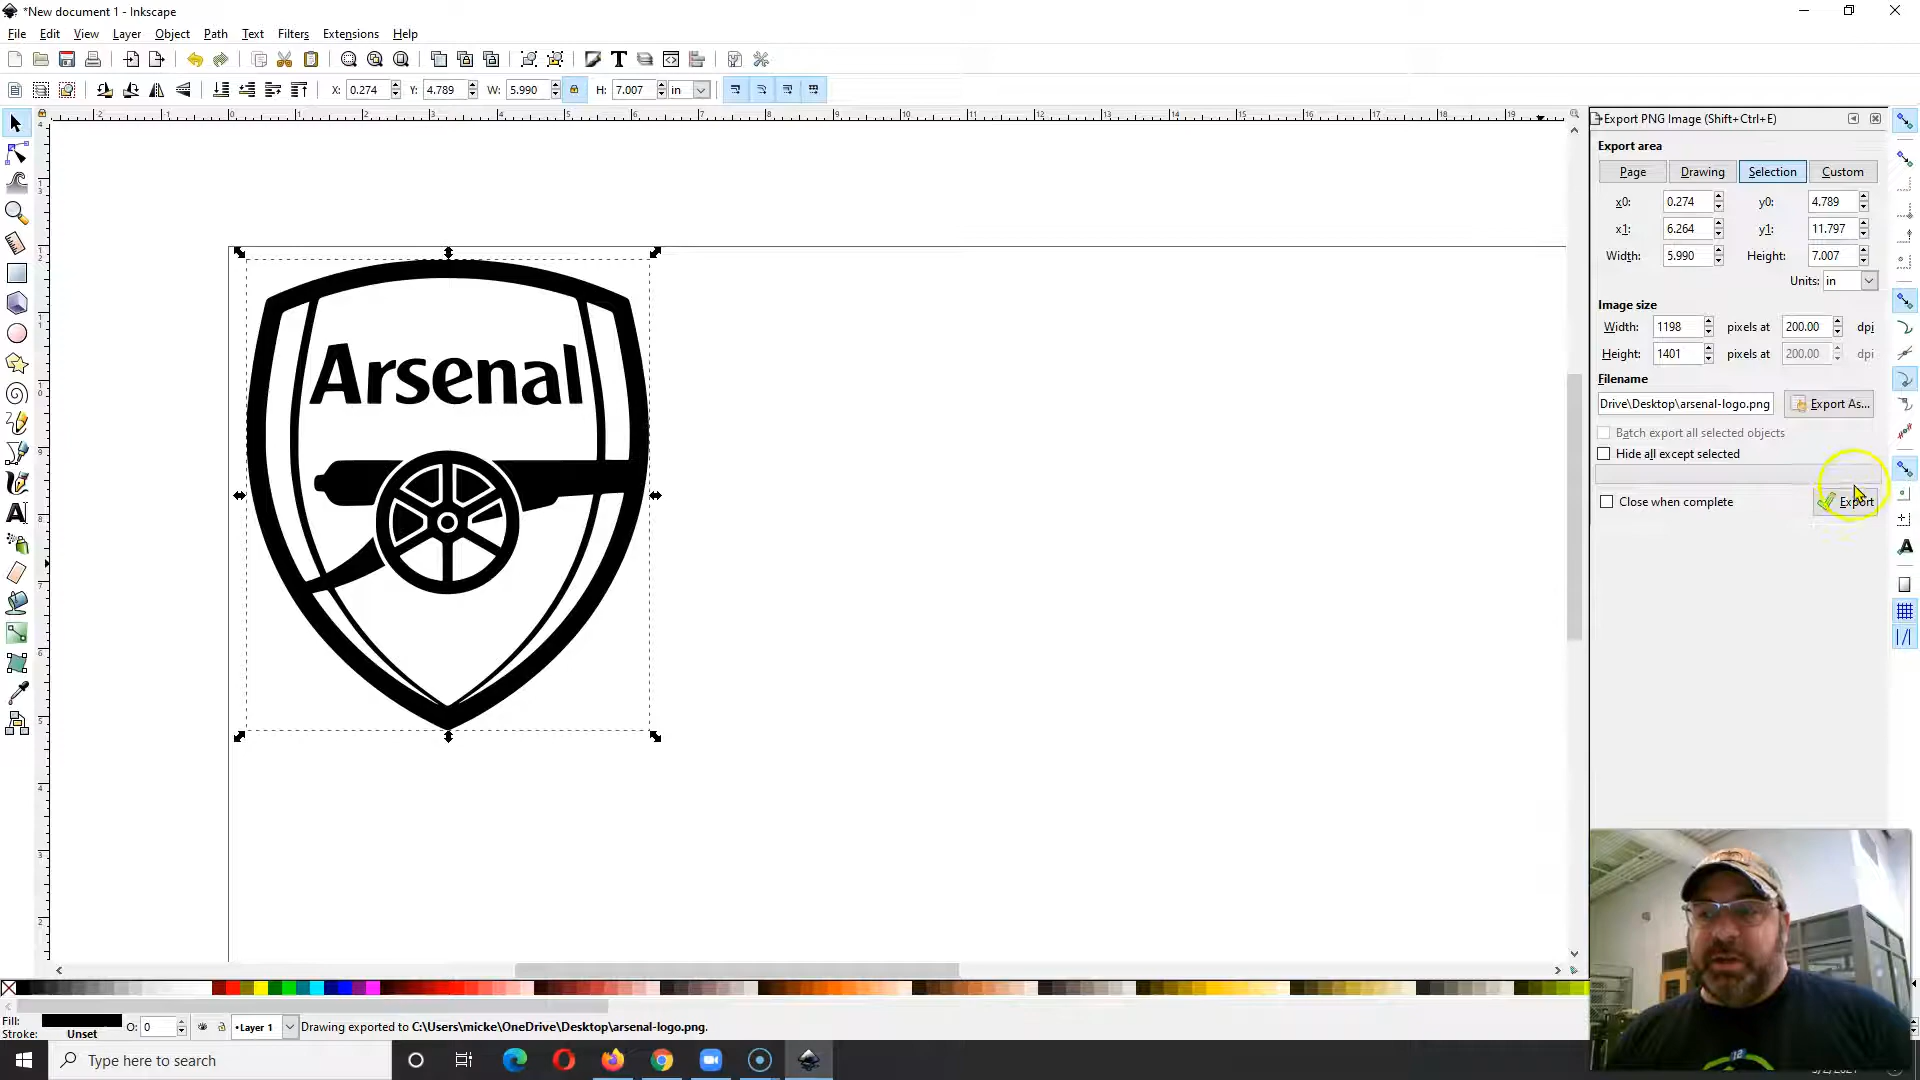 *New document 1 - Inkscape
File Edit View Layer Object Path Text Filters Extensions Help
X: 0.274 Y: 4.789 W: 5.990 H: 7.007 in
Export PNG Image (Shift+Ctrl+E)
Export area
Page Drawing Selection Custom
x0: 0.274 y0: 4.789
x1: 6.264 y1: 11.797
Width: 5.990 Height: 7.007
Units: in
Image size
Width: 1198 pixels at 200.00 dpi
Height: 1401 pixels at 200.00 dpi
Filename
Drive\Desktop\arsenal-logo.png Export As...
Batch export all selected objects
Hide all except selected
Close when complete Export
Arsenal
Fill:
Stroke: Unset
O: 0
•Layer 1
Drawing exported to C:\Users\micke\OneDrive\Desktop\arsenal-logo.png.
Type here to search
12